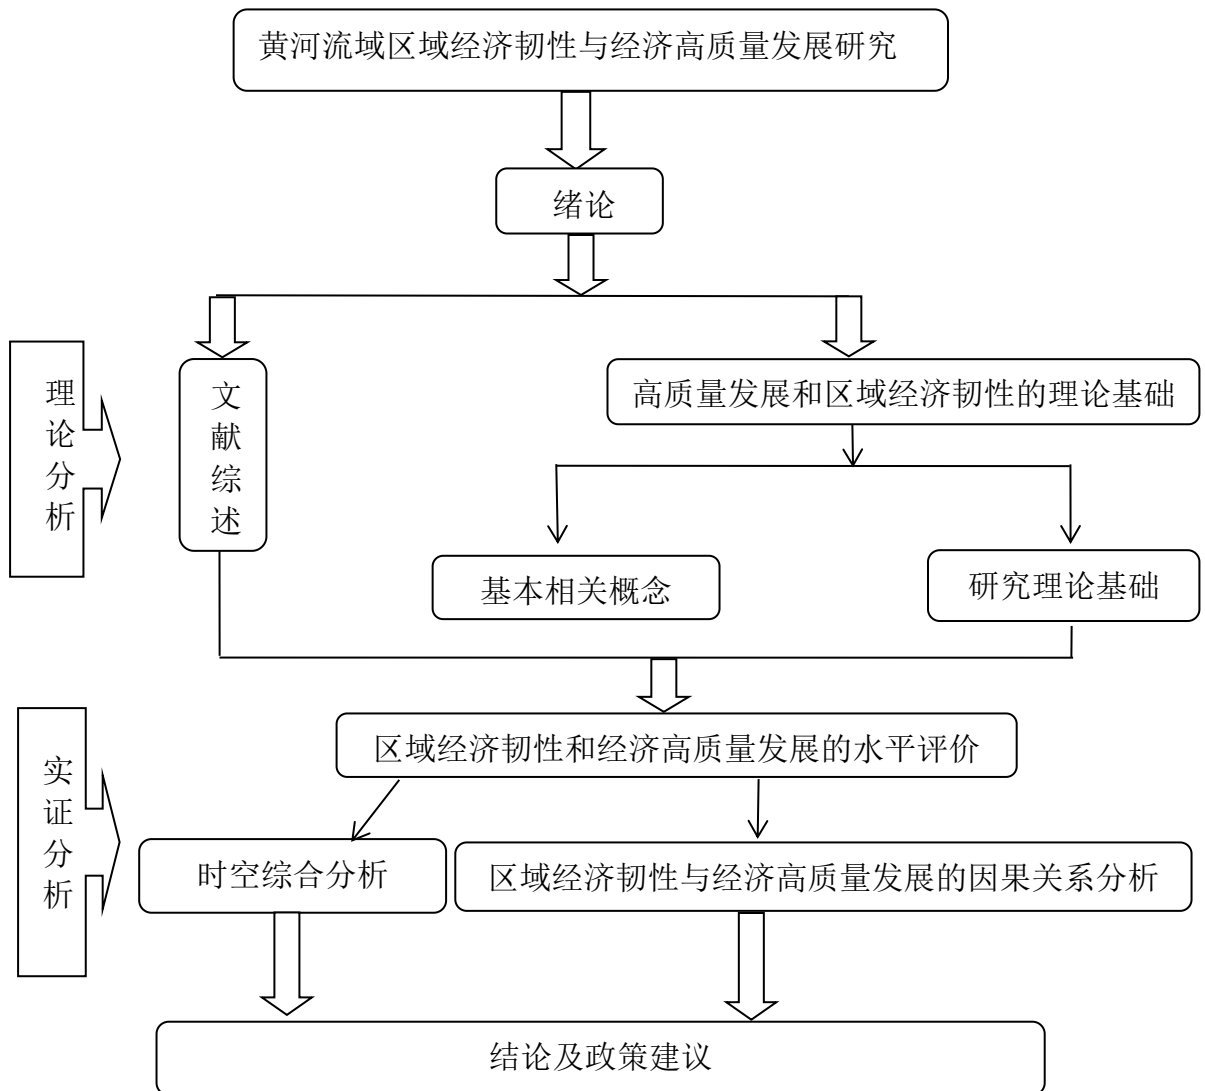 黄河流域区域经济韧性与经济高质量发展研究
绪论
理论分析
文献综述
高质量发展和区域经济韧性的理论基础
基本相关概念
研究理论基础
区域经济韧性和经济高质量发展的水平评价
实证分析
时空综合分析
区域经济韧性与经济高质量发展的因果关系分析
结论及政策建议